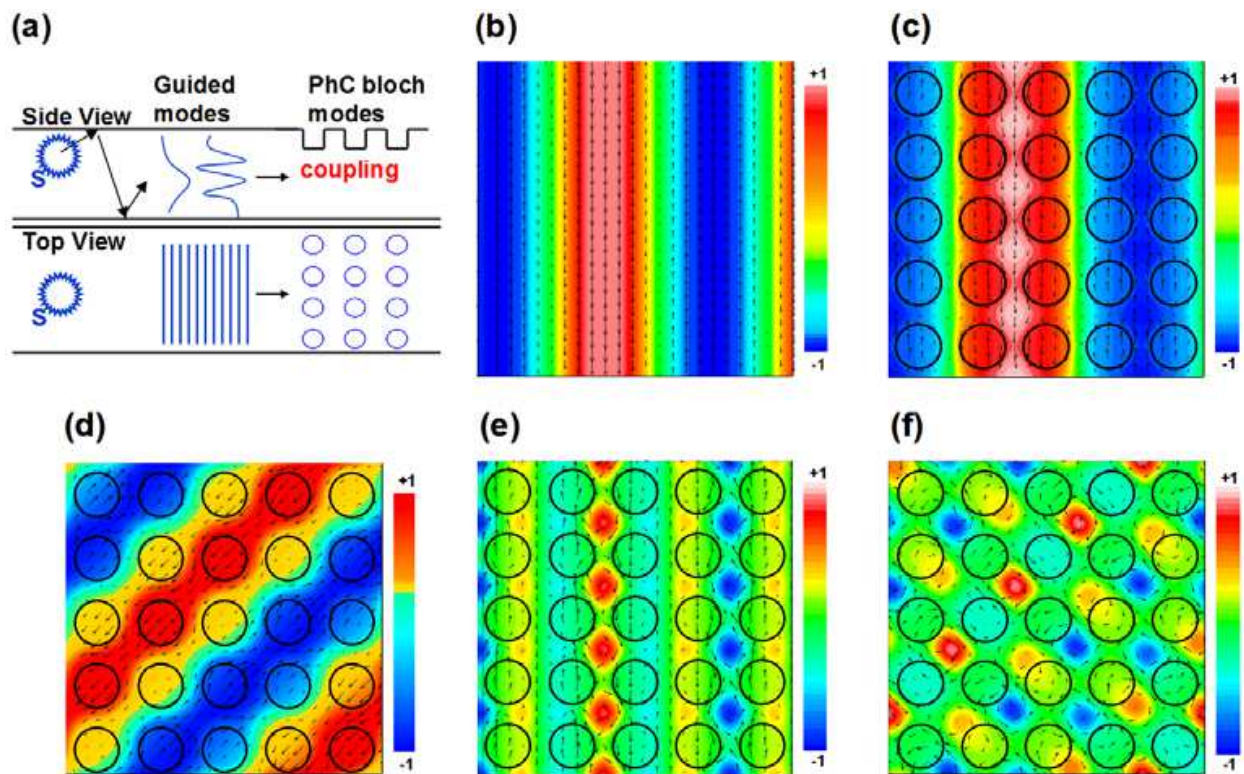 (a)
Side View
Guided modes
PhC bloch modes
S
coupling
Top View
S
(b)
+1
-1
(c)
+1
-1
(d)
+1
-1
(e)
+1
-1
(f)
+1
-1